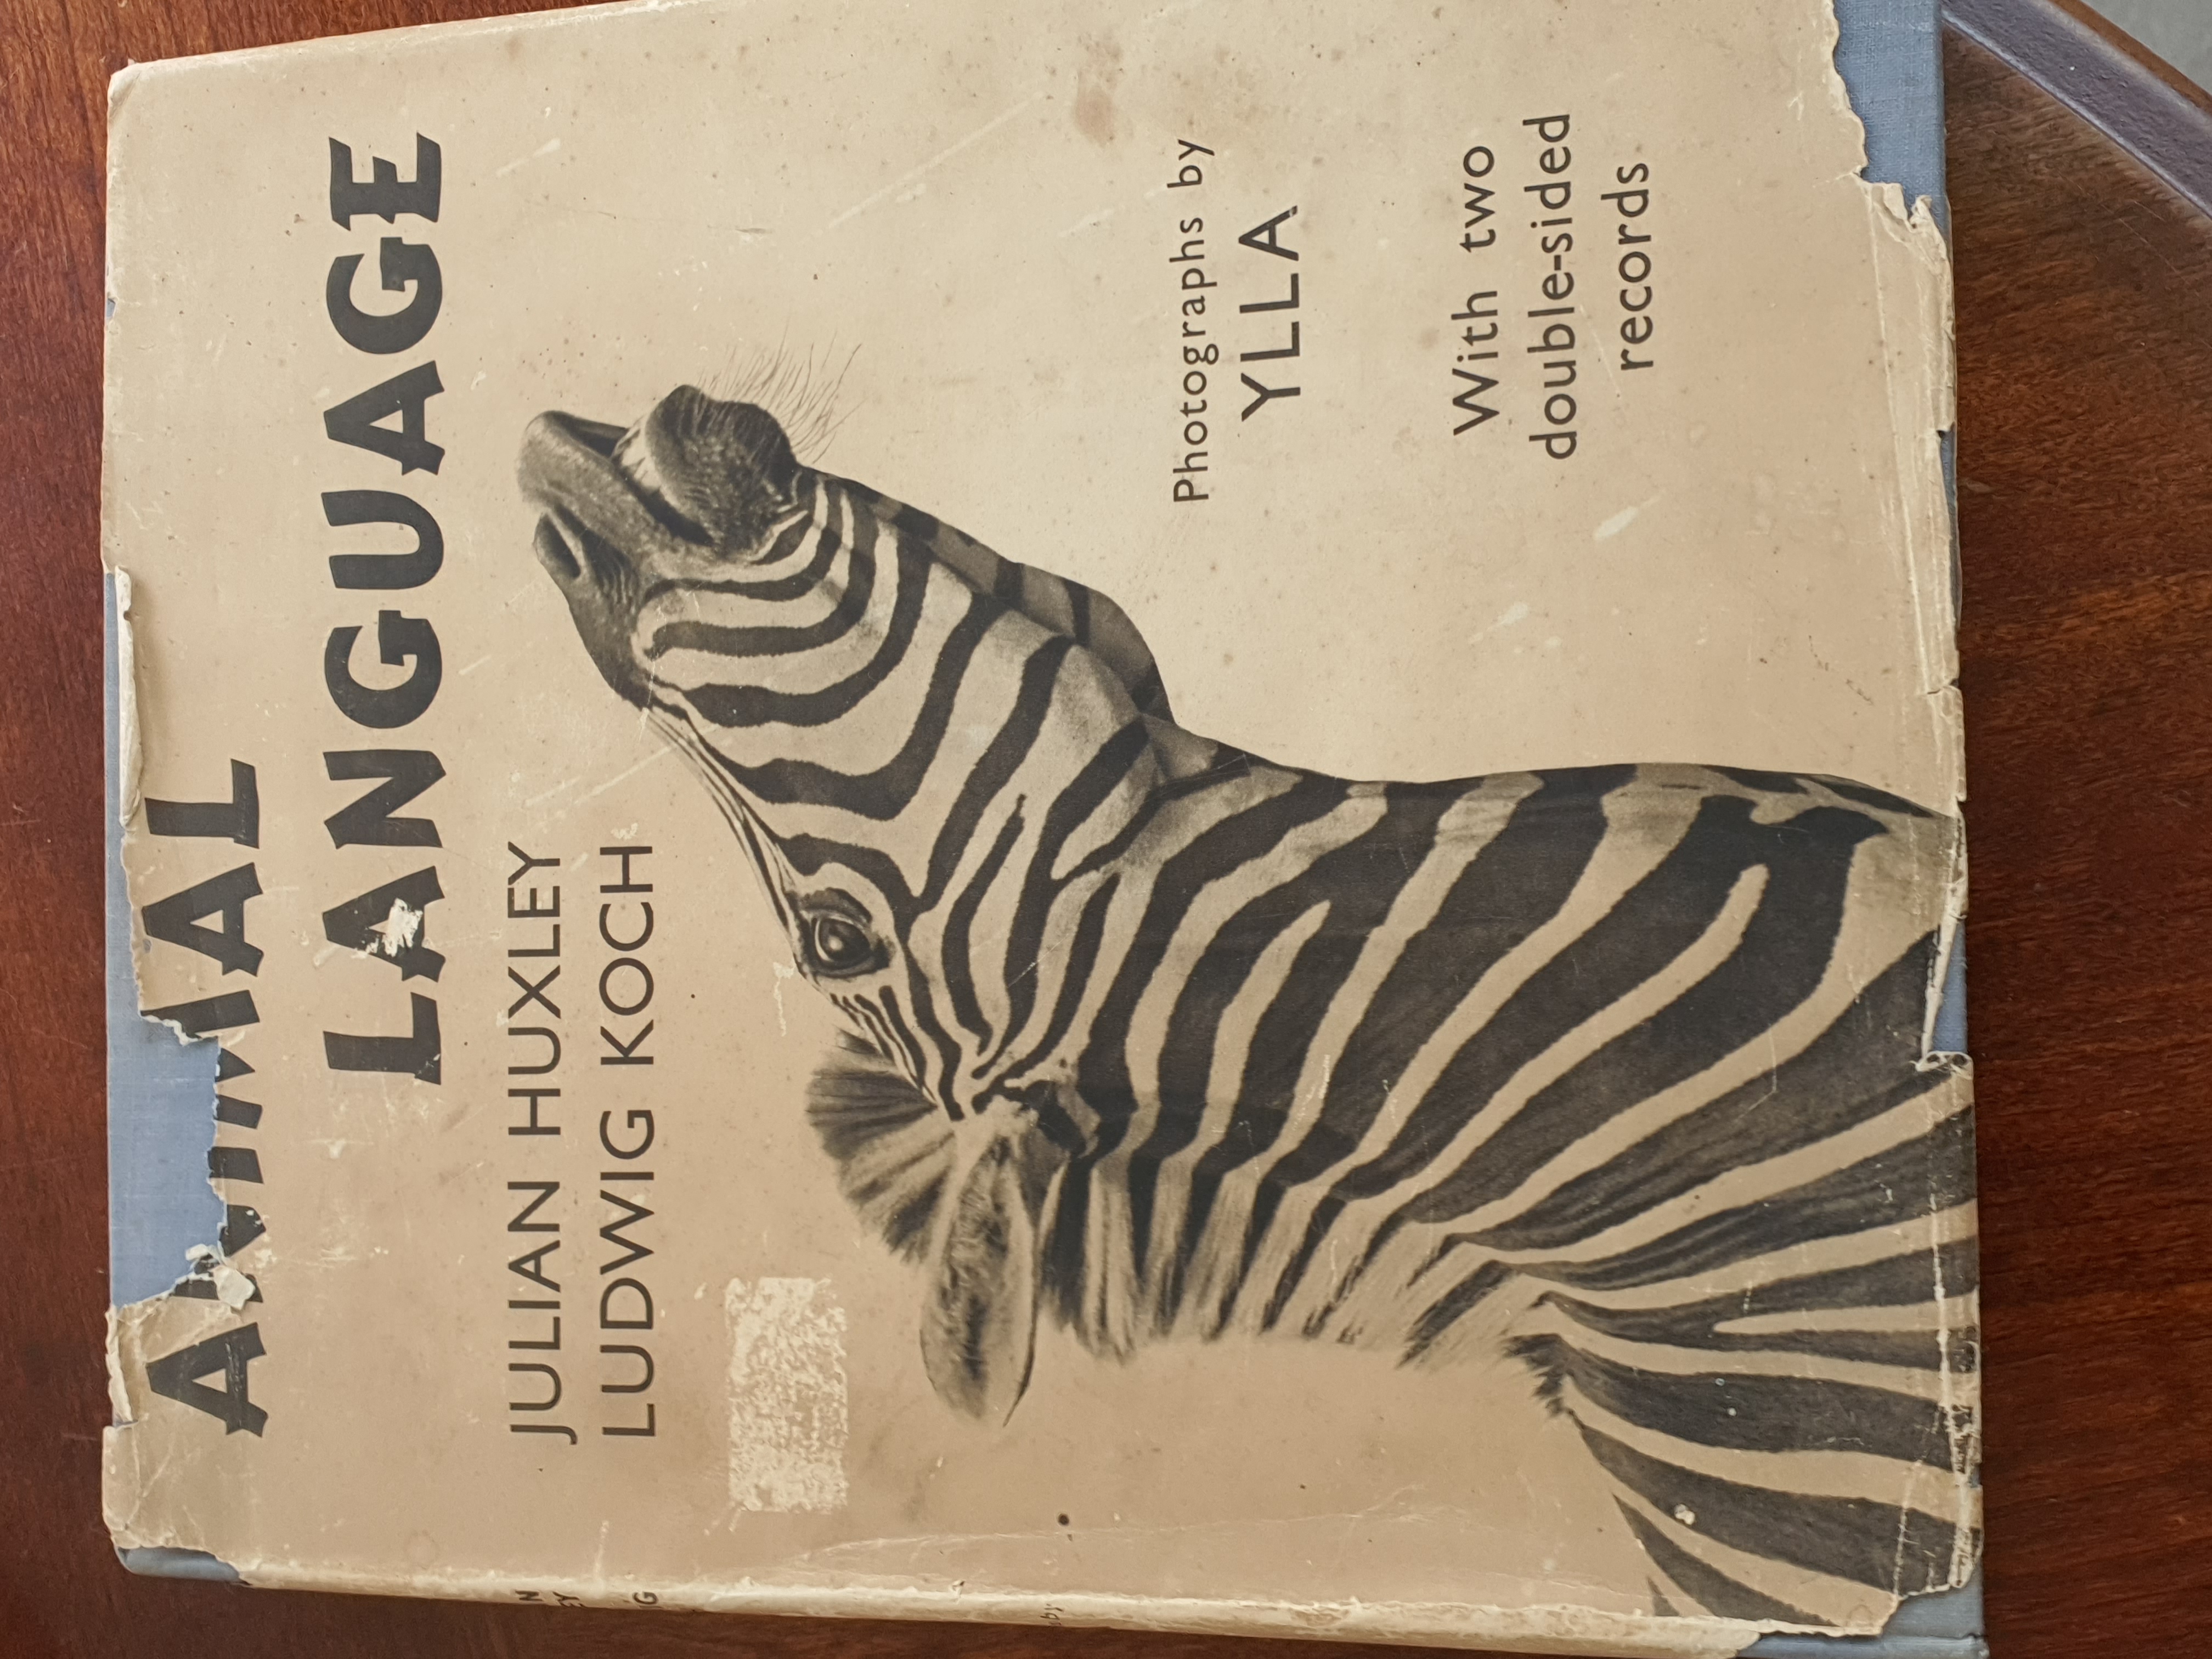 ANIMAL
LANGUAGE
JULIAN HUXLEY
LUDWIG KOCH
Photographs by
YLLA
With two
double-sided
records